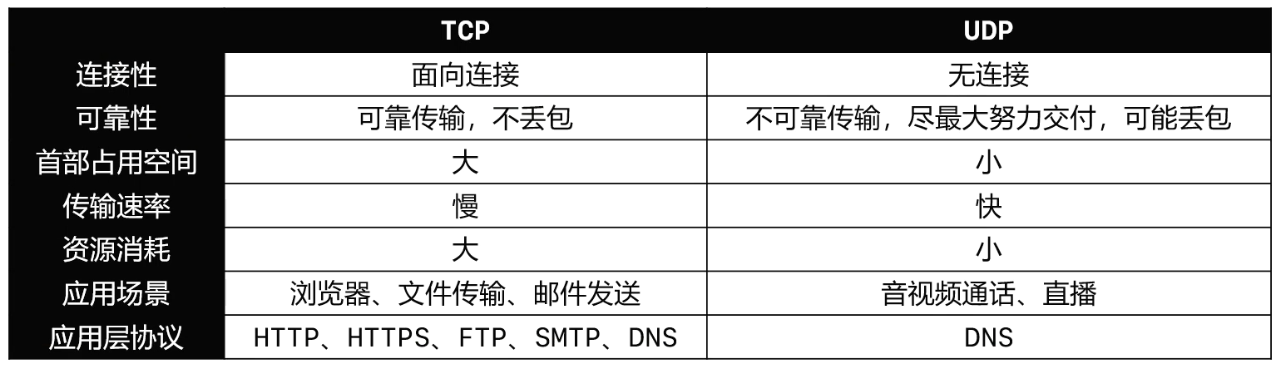 TCP UDP
连接性 面向连接 无连接
可靠性 可靠传输，不丢包 不可靠传输，尽最大努力交付，可能丢包
首部占用空间 大 小
传输速率 慢 快
资源消耗 大 小
应用场景 浏览器、文件传输、邮件发送 音视频通话、直播
应用层协议 HTTP、HTTPS、FTP、SMTP、DNS DNS